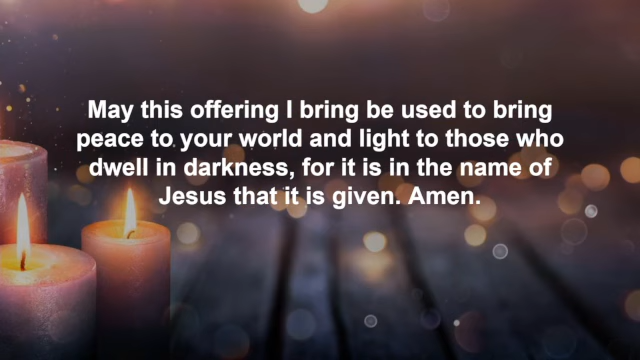 May this offering I bring be used to bring
peace to your world and light to those who
dwell in darkness, for it is in the name of
Jesus that it is given. Amen.